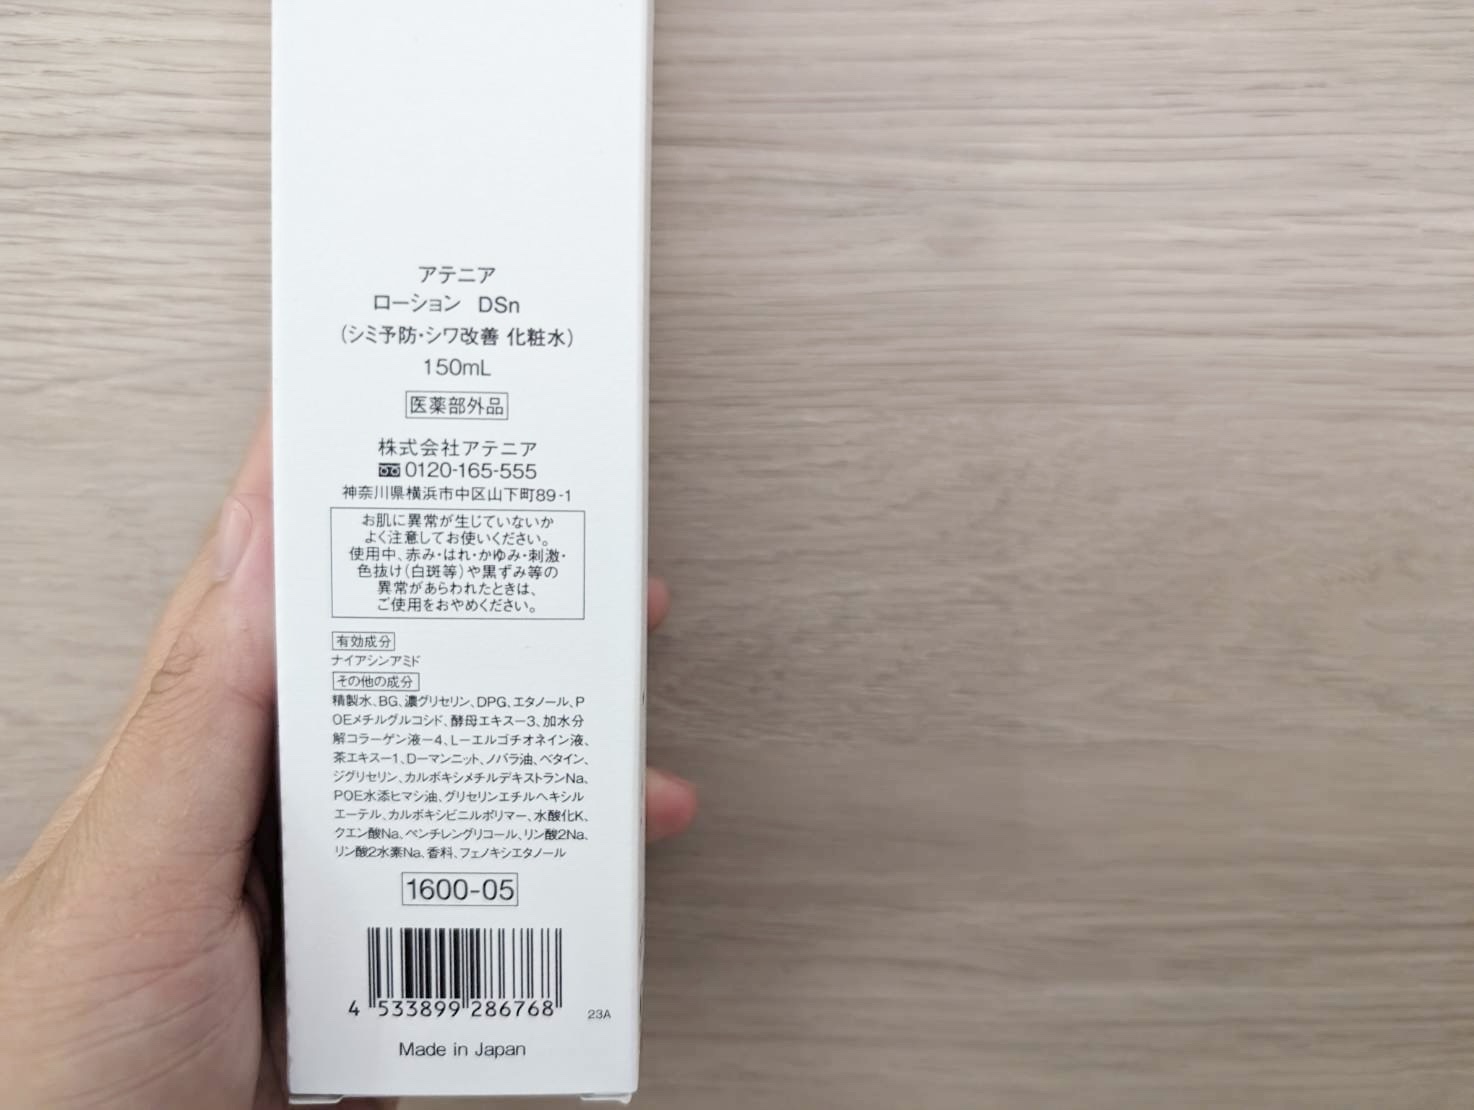 アテニア
ローション DSn
(シミ予防・シワ改善 化粧水)
150mL
医薬部外品
株式会社アテニア
0120-165-555
神奈川県横浜市中区山下町89-1
お肌に異常が生じていないか
よく注意してお使いください。
使用中、赤み・はれ・かゆみ・刺激・
色抜け(白斑等)や黒ずみ等の
異常があらわれたときは、
ご使用をおやめください。
有効成分
ナイアシンアミド
その他の成分
精製水、BG、濃グリセリン、DPG、エタノール、P
OEメチルグルコシド、酵母エキス－3、加水分
解コラーゲン液－4、L－エルゴチオネイン液、
茶エキス－1、D－マンニット、ノバラ油、ベタイン、
ジグリセリン、カルボキシメチルデキストランNa、
POE水添ヒマシ油、グリセリンエチルヘキシル
エーテル、カルボキシビニルポリマー、水酸化K、
クエン酸Na、ペンチレングリコール、リン酸2Na、
リン酸2水素Na、香料、フェノキシエタノール
1600-05
4 533899 286768
23A
Made in Japan